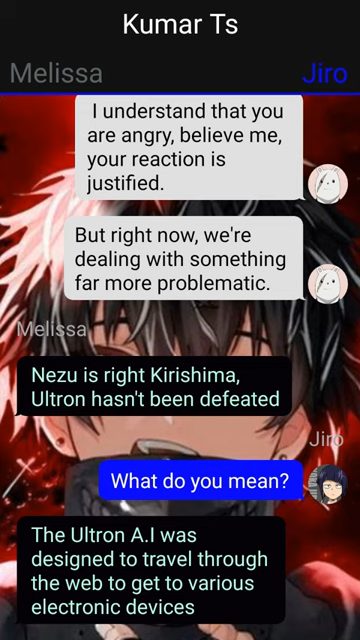 Kumar Ts
Melissa
Jiro
I understand that you
are angry, believe me,
your reaction is
justified.
But right now, we're
dealing with something
far more problematic.
Melissa
Nezu is right Kirishima,
Ultron hasn't been defeated
Jiro
What do you mean?
The Ultron A.I was
designed to travel through
the web to get to various
electronic devices